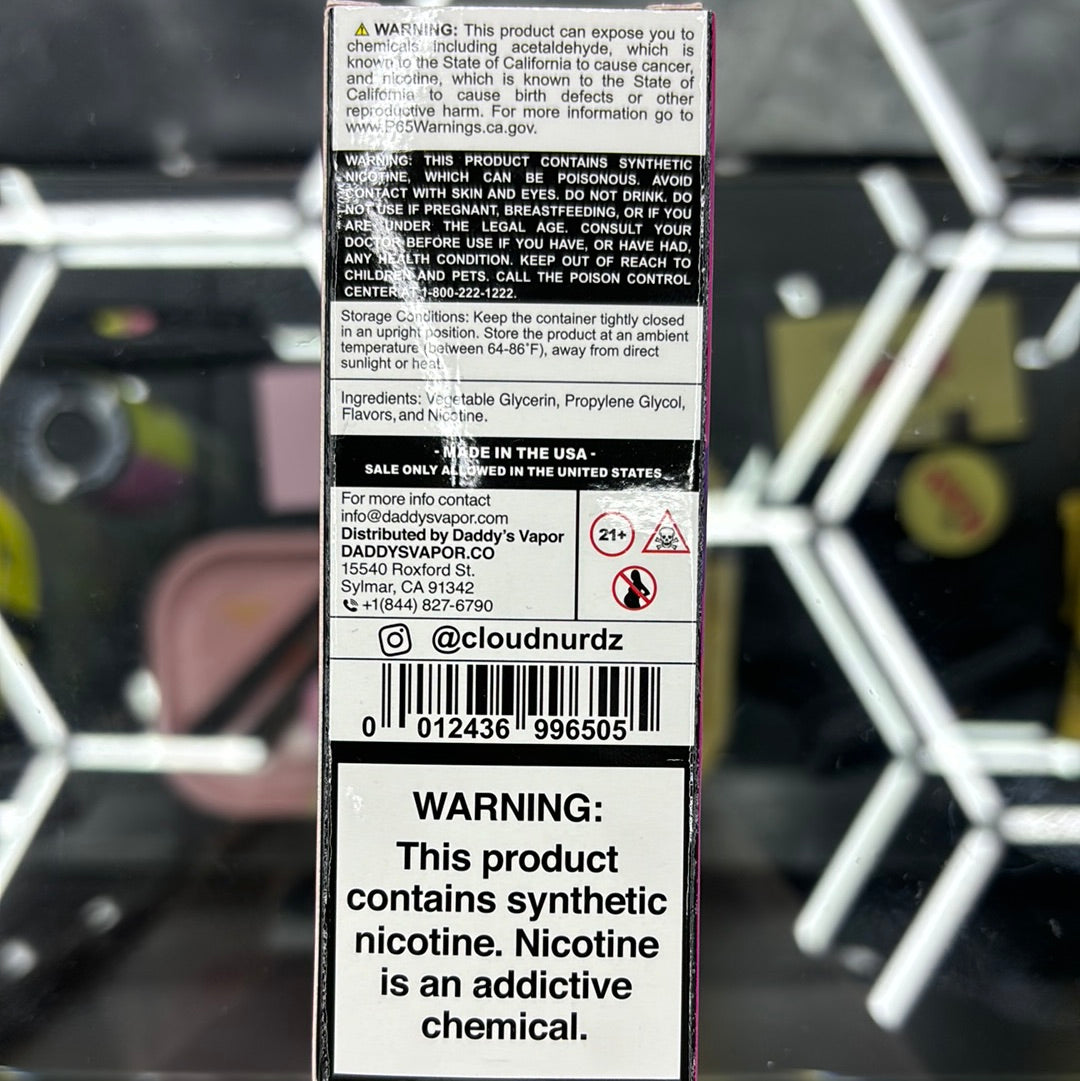 ⚠ WARNING: This product can expose you to
chemicals including acetaldehyde, which is
known to the State of California to cause cancer,
and nicotine, which is known to the State of
California to cause birth defects or other
reproductive harm. For more information go to
www.P65Warnings.ca.gov.
WARNING: THIS PRODUCT CONTAINS SYNTHETIC
NICOTINE, WHICH CAN BE POISONOUS. AVOID
CONTACT WITH SKIN AND EYES. DO NOT DRINK. DO
NOT USE IF PREGNANT, BREASTFEEDING, OR IF YOU
ARE UNDER THE LEGAL AGE. CONSULT YOUR
DOCTOR BEFORE USE IF YOU HAVE, OR HAVE HAD,
ANY HEALTH CONDITION. KEEP OUT OF REACH TO
CHILDREN AND PETS. CALL THE POISON CONTROL
CENTER AT 1-800-222-1222.
Storage Conditions: Keep the container tightly closed
in an upright position. Store the product at an ambient
temperature (between 64-86°F), away from direct
sunlight or heat.
Ingredients: Vegetable Glycerin, Propylene Glycol,
Flavors, and Nicotine.
- MADE IN THE USA -
SALE ONLY ALLOWED IN THE UNITED STATES
For more info contact
info@daddysvapor.com
Distributed by Daddy's Vapor
DADDYSVAPOR.CO
15540 Roxford St.
Sylmar, CA 91342
+1(844) 827-6790
21+
@cloudnurdz
0 012436 996505
WARNING:
This product
contains synthetic
nicotine. Nicotine
is an addictive
chemical.